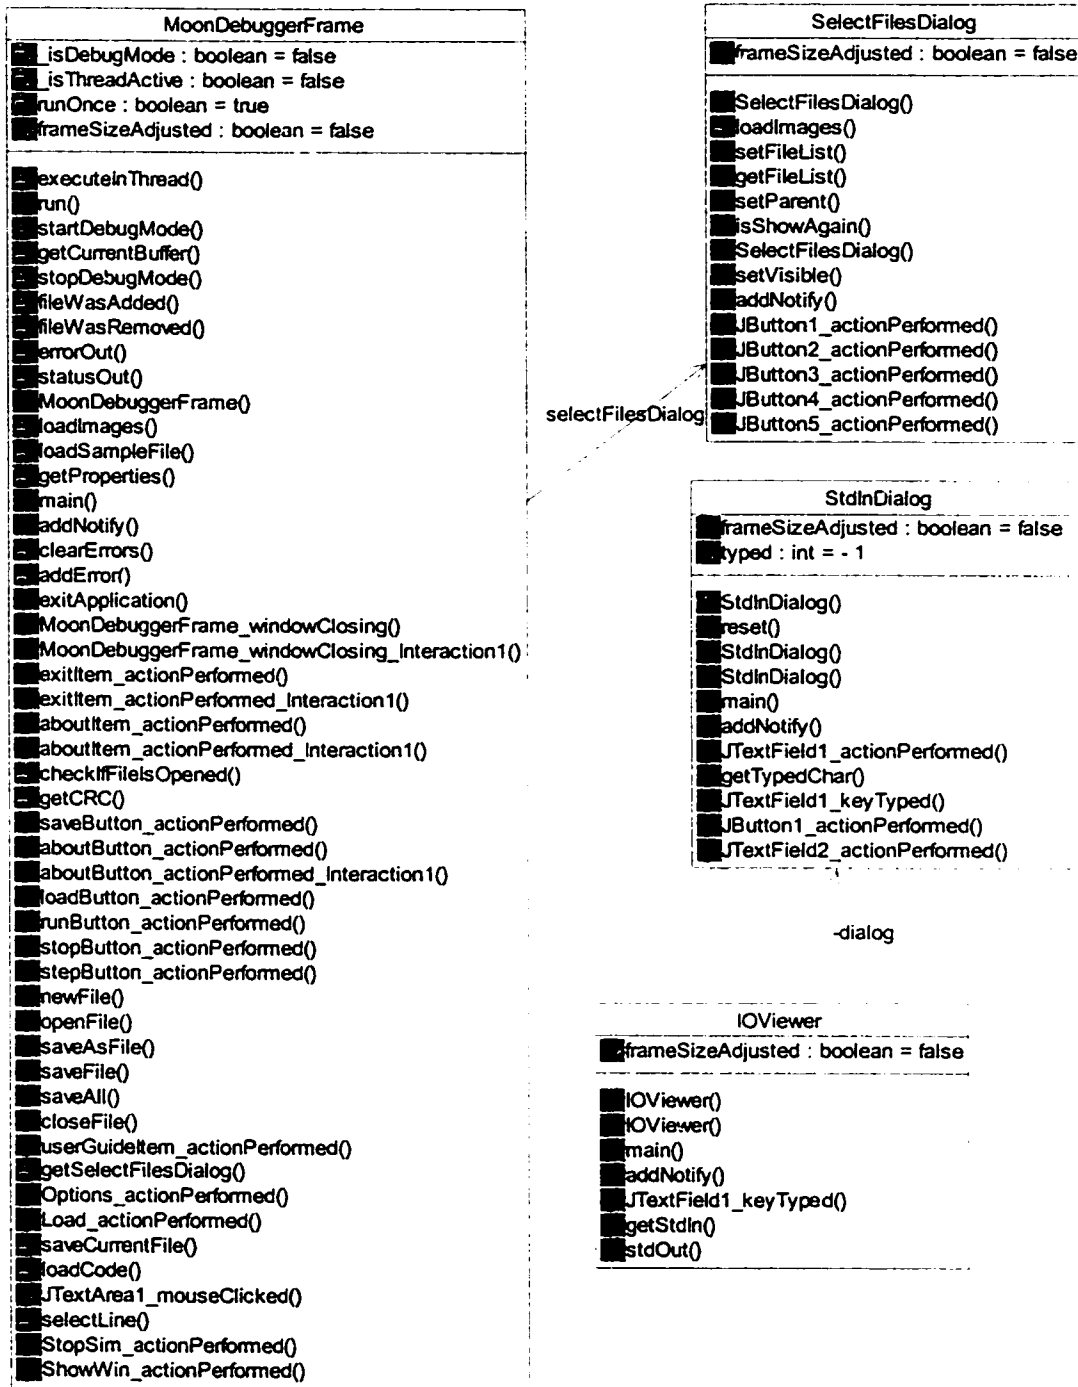 MoonDebuggerFrame
_isDebugMode : boolean = false
_isThreadActive : boolean = false
runOnce : boolean = true
frameSizeAdjusted : boolean = false
executeInThread()
run()
startDebugMode()
getCurrentBuffer()
stopDebugMode()
fileWasAdded()
fileWasRemoved()
errorOut()
statusOut()
MoonDebuggerFrame()
loadImages()
loadSampleFile()
getProperties()
main()
addNotify()
clearErrors()
addError()
exitApplication()
MoonDebuggerFrame_windowClosing()
MoonDebuggerFrame_windowClosing_Interaction1()
exitItem_actionPerformed()
exitItem_actionPerformed_Interaction1()
aboutItem_actionPerformed()
aboutItem_actionPerformed_Interaction1()
checkIfFileIsOpened()
getCRC()
saveButton_actionPerformed()
aboutButton_actionPerformed()
aboutButton_actionPerformed_Interaction1()
loadButton_actionPerformed()
runButton_actionPerformed()
stopButton_actionPerformed()
stepButton_actionPerformed()
newFile()
openFile()
saveAsFile()
saveFile()
saveAll()
closeFile()
userGuideItem_actionPerformed()
getSelectFilesDialog()
Options_actionPerformed()
Load_actionPerformed()
saveCurrentFile()
loadCode()
JTextArea1_mouseClicked()
selectLine()
StopSim_actionPerformed()
ShowWin_actionPerformed()
selectFilesDialog
SelectFilesDialog
frameSizeAdjusted : boolean = false
SelectFilesDialog()
loadImages()
setFileList()
getFileList()
setParent()
isShowAgain()
SelectFilesDialog()
setVisible()
addNotify()
JButton1_actionPerformed()
JButton2_actionPerformed()
JButton3_actionPerformed()
JButton4_actionPerformed()
JButton5_actionPerformed()
StdInDialog
frameSizeAdjusted : boolean = false
typed : int = - 1
StdInDialog()
reset()
StdInDialog()
StdInDialog()
main()
addNotify()
JTextField1_actionPerformed()
getTypedChar()
JTextField1_keyTyped()
JButton1_actionPerformed()
JTextField2_actionPerformed()
-dialog
IOViewer
frameSizeAdjusted : boolean = false
IOViewer()
IOViewer()
main()
addNotify()
JTextField1_keyTyped()
getStdIn()
stdOut()